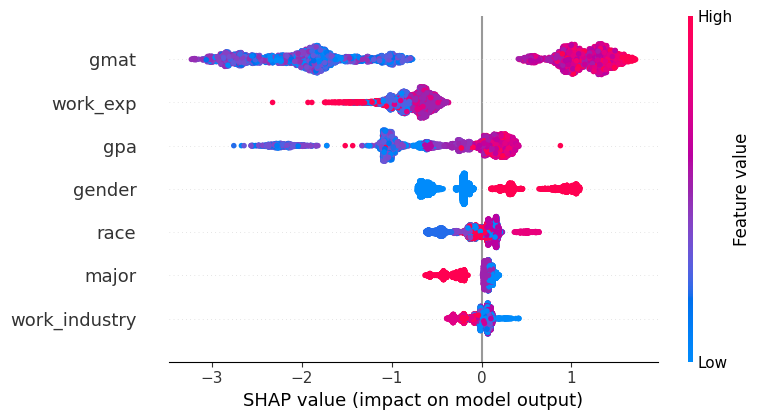 High
gmat
work_exp
gpa
gender
race
major
work_industry
Feature value
Low
−3
−2
−1
0
1
SHAP value (impact on model output)